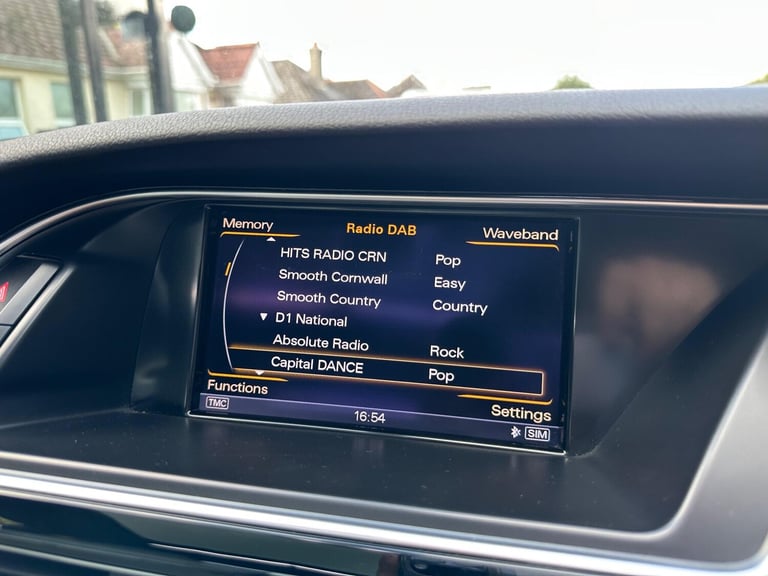 Memory Radio DAB Waveband
HITS RADIO CRN Pop
Smooth Cornwall Easy
Smooth Country Country
D1 National
Absolute Radio Rock
Capital DANCE Pop
Functions Settings
TMC 16:54 SIM